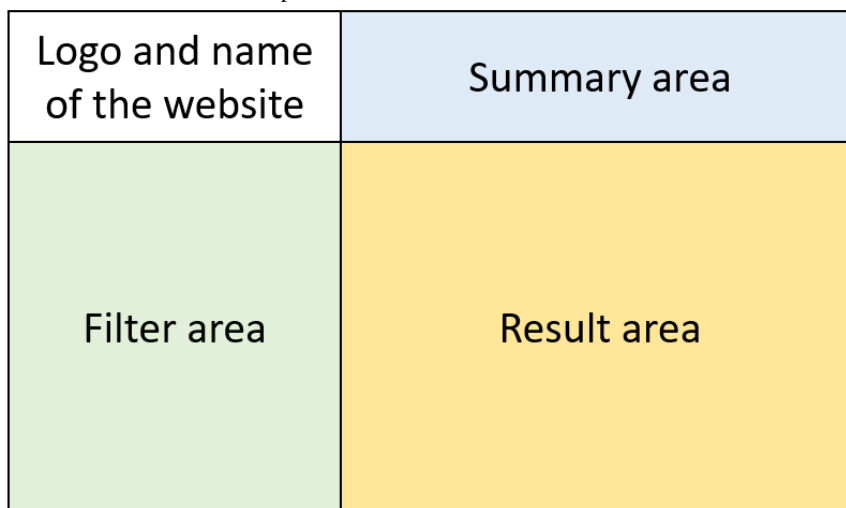 Logo and name
of the website
Summary area
Filter area
Result area